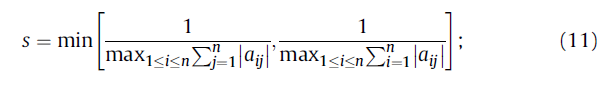 s = min[1/max_{1≤i≤n}∑_{j=1}^{n}|a_{ij}|, 1/max_{1≤i≤n}∑_{i=1}^{n}|a_{ij}|]; (11)